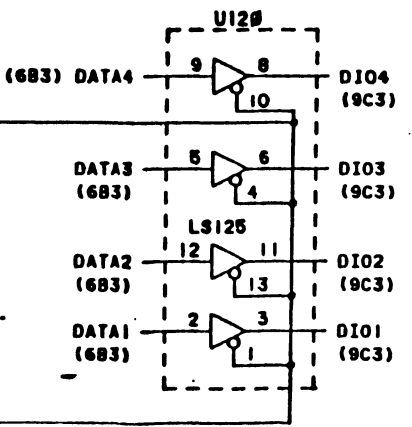 U120
9 8
(6B3) DATA4 DIO4
10 (9C3)
5 6
DATA3 DIO3
(6B3) 4 (9C3)
LS125
12 11
DATA2 DIO2
(6B3) 13 (9C3)
2 3
DATA1 DIO1
(6B3) 1 (9C3)